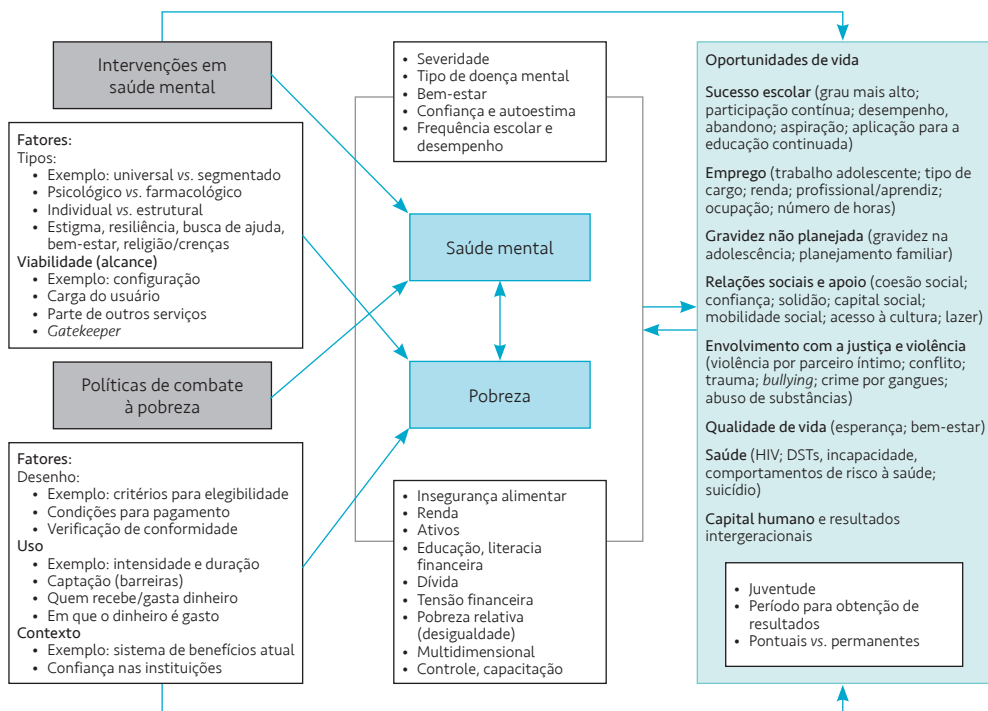 Intervenções em
saúde mental
Fatores:
Tipos:
• Exemplo: universal vs. segmentado
• Psicológico vs. farmacológico
• Individual vs. estrutural
• Estigma, resiliência, busca de ajuda,
bem-estar, religião/crenças
Viabilidade (alcance)
• Exemplo: configuração
• Carga do usuário
• Parte de outros serviços
• Gatekeeper
Políticas de combate
à pobreza
Fatores:
Desenho:
• Exemplo: critérios para elegibilidade
• Condições para pagamento
• Verificação de conformidade
Uso
• Exemplo: intensidade e duração
• Captação (barreiras)
• Quem recebe/gasta dinheiro
• Em que o dinheiro é gasto
Contexto
• Exemplo: sistema de benefícios atual
• Confiança nas instituições
• Severidade
• Tipo de doença mental
• Bem-estar
• Confiança e autoestima
• Frequência escolar e
desempenho
Saúde mental
Pobreza
• Insegurança alimentar
• Renda
• Ativos
• Educação, literacia
financeira
• Dívida
• Tensão financeira
• Pobreza relativa
(desigualdade)
• Multidimensional
• Controle, capacitação
Oportunidades de vida
Sucesso escolar (grau mais alto;
participação contínua; desempenho,
abandono; aspiração; aplicação para a
educação continuada)
Emprego (trabalho adolescente; tipo de
cargo; renda; profissional/aprendiz;
ocupação; número de horas)
Gravidez não planejada (gravidez na
adolescência; planejamento familiar)
Relações sociais e apoio (coesão social;
confiança; solidão; capital social;
mobilidade social; acesso à cultura; lazer)
Envolvimento com a justiça e violência
(violência por parceiro íntimo; conflito;
trauma; bullying; crime por gangues;
abuso de substâncias)
Qualidade de vida (esperança; bem-estar)
Saúde (HIV; DSTs, incapacidade,
comportamentos de risco à saúde;
suicídio)
Capital humano e resultados
intergeracionais
• Juventude
• Período para obtenção de
resultados
• Pontuais vs. permanentes